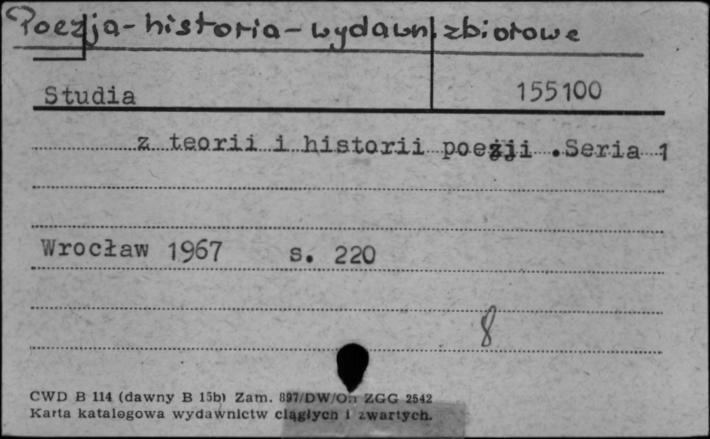 Poezja - historia - wydawn. zbiorowe
Studia 155100
z teorii i historii poezji .Seria 1
Wrocław 1967 s. 220
8
CWD B 114 (dawny B 15b) Zam. 897/DW/On ZGG 2542
Karta katalogowa wydawnictw ciągłych i zwartych.